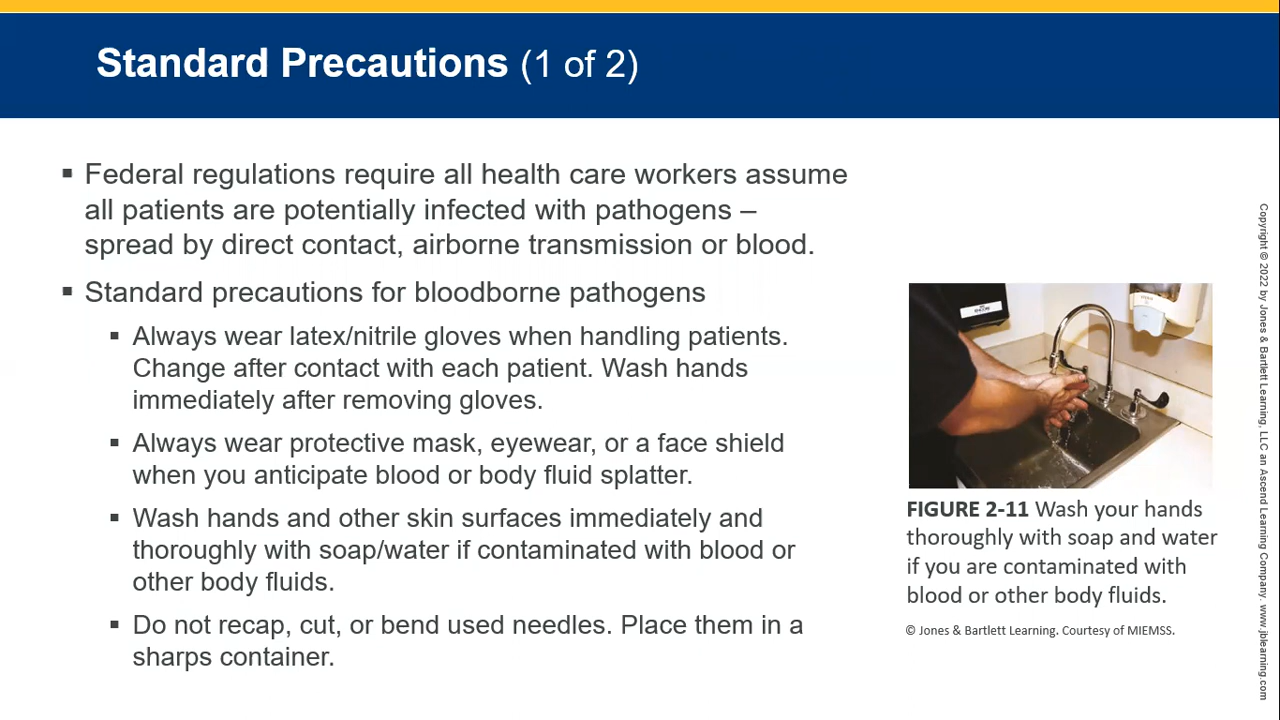 Standard Precautions (1 of 2)
▪ Federal regulations require all health care workers assume
all patients are potentially infected with pathogens –
spread by direct contact, airborne transmission or blood.
▪ Standard precautions for bloodborne pathogens
▪ Always wear latex/nitrile gloves when handling patients.
Change after contact with each patient. Wash hands
immediately after removing gloves.
▪ Always wear protective mask, eyewear, or a face shield
when you anticipate blood or body fluid splatter.
▪ Wash hands and other skin surfaces immediately and
thoroughly with soap/water if contaminated with blood or
other body fluids.
▪ Do not recap, cut, or bend used needles. Place them in a
sharps container.
FIGURE 2-11 Wash your hands
thoroughly with soap and water
if you are contaminated with
blood or other body fluids.
© Jones & Bartlett Learning. Courtesy of MIEMSS.
Copyright © 2022 by Jones & Bartlett Learning, LLC an Ascend Learning Company. www.jblearning.com